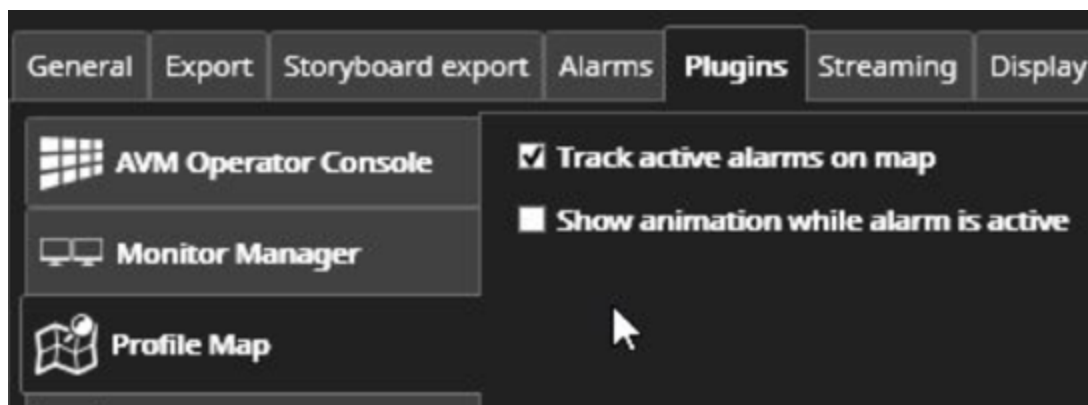 General Export Storyboard export Alarms Plugins Streaming Display
AVM Operator Console
Track active alarms on map
Show animation while alarm is active
Monitor Manager
Profile Map